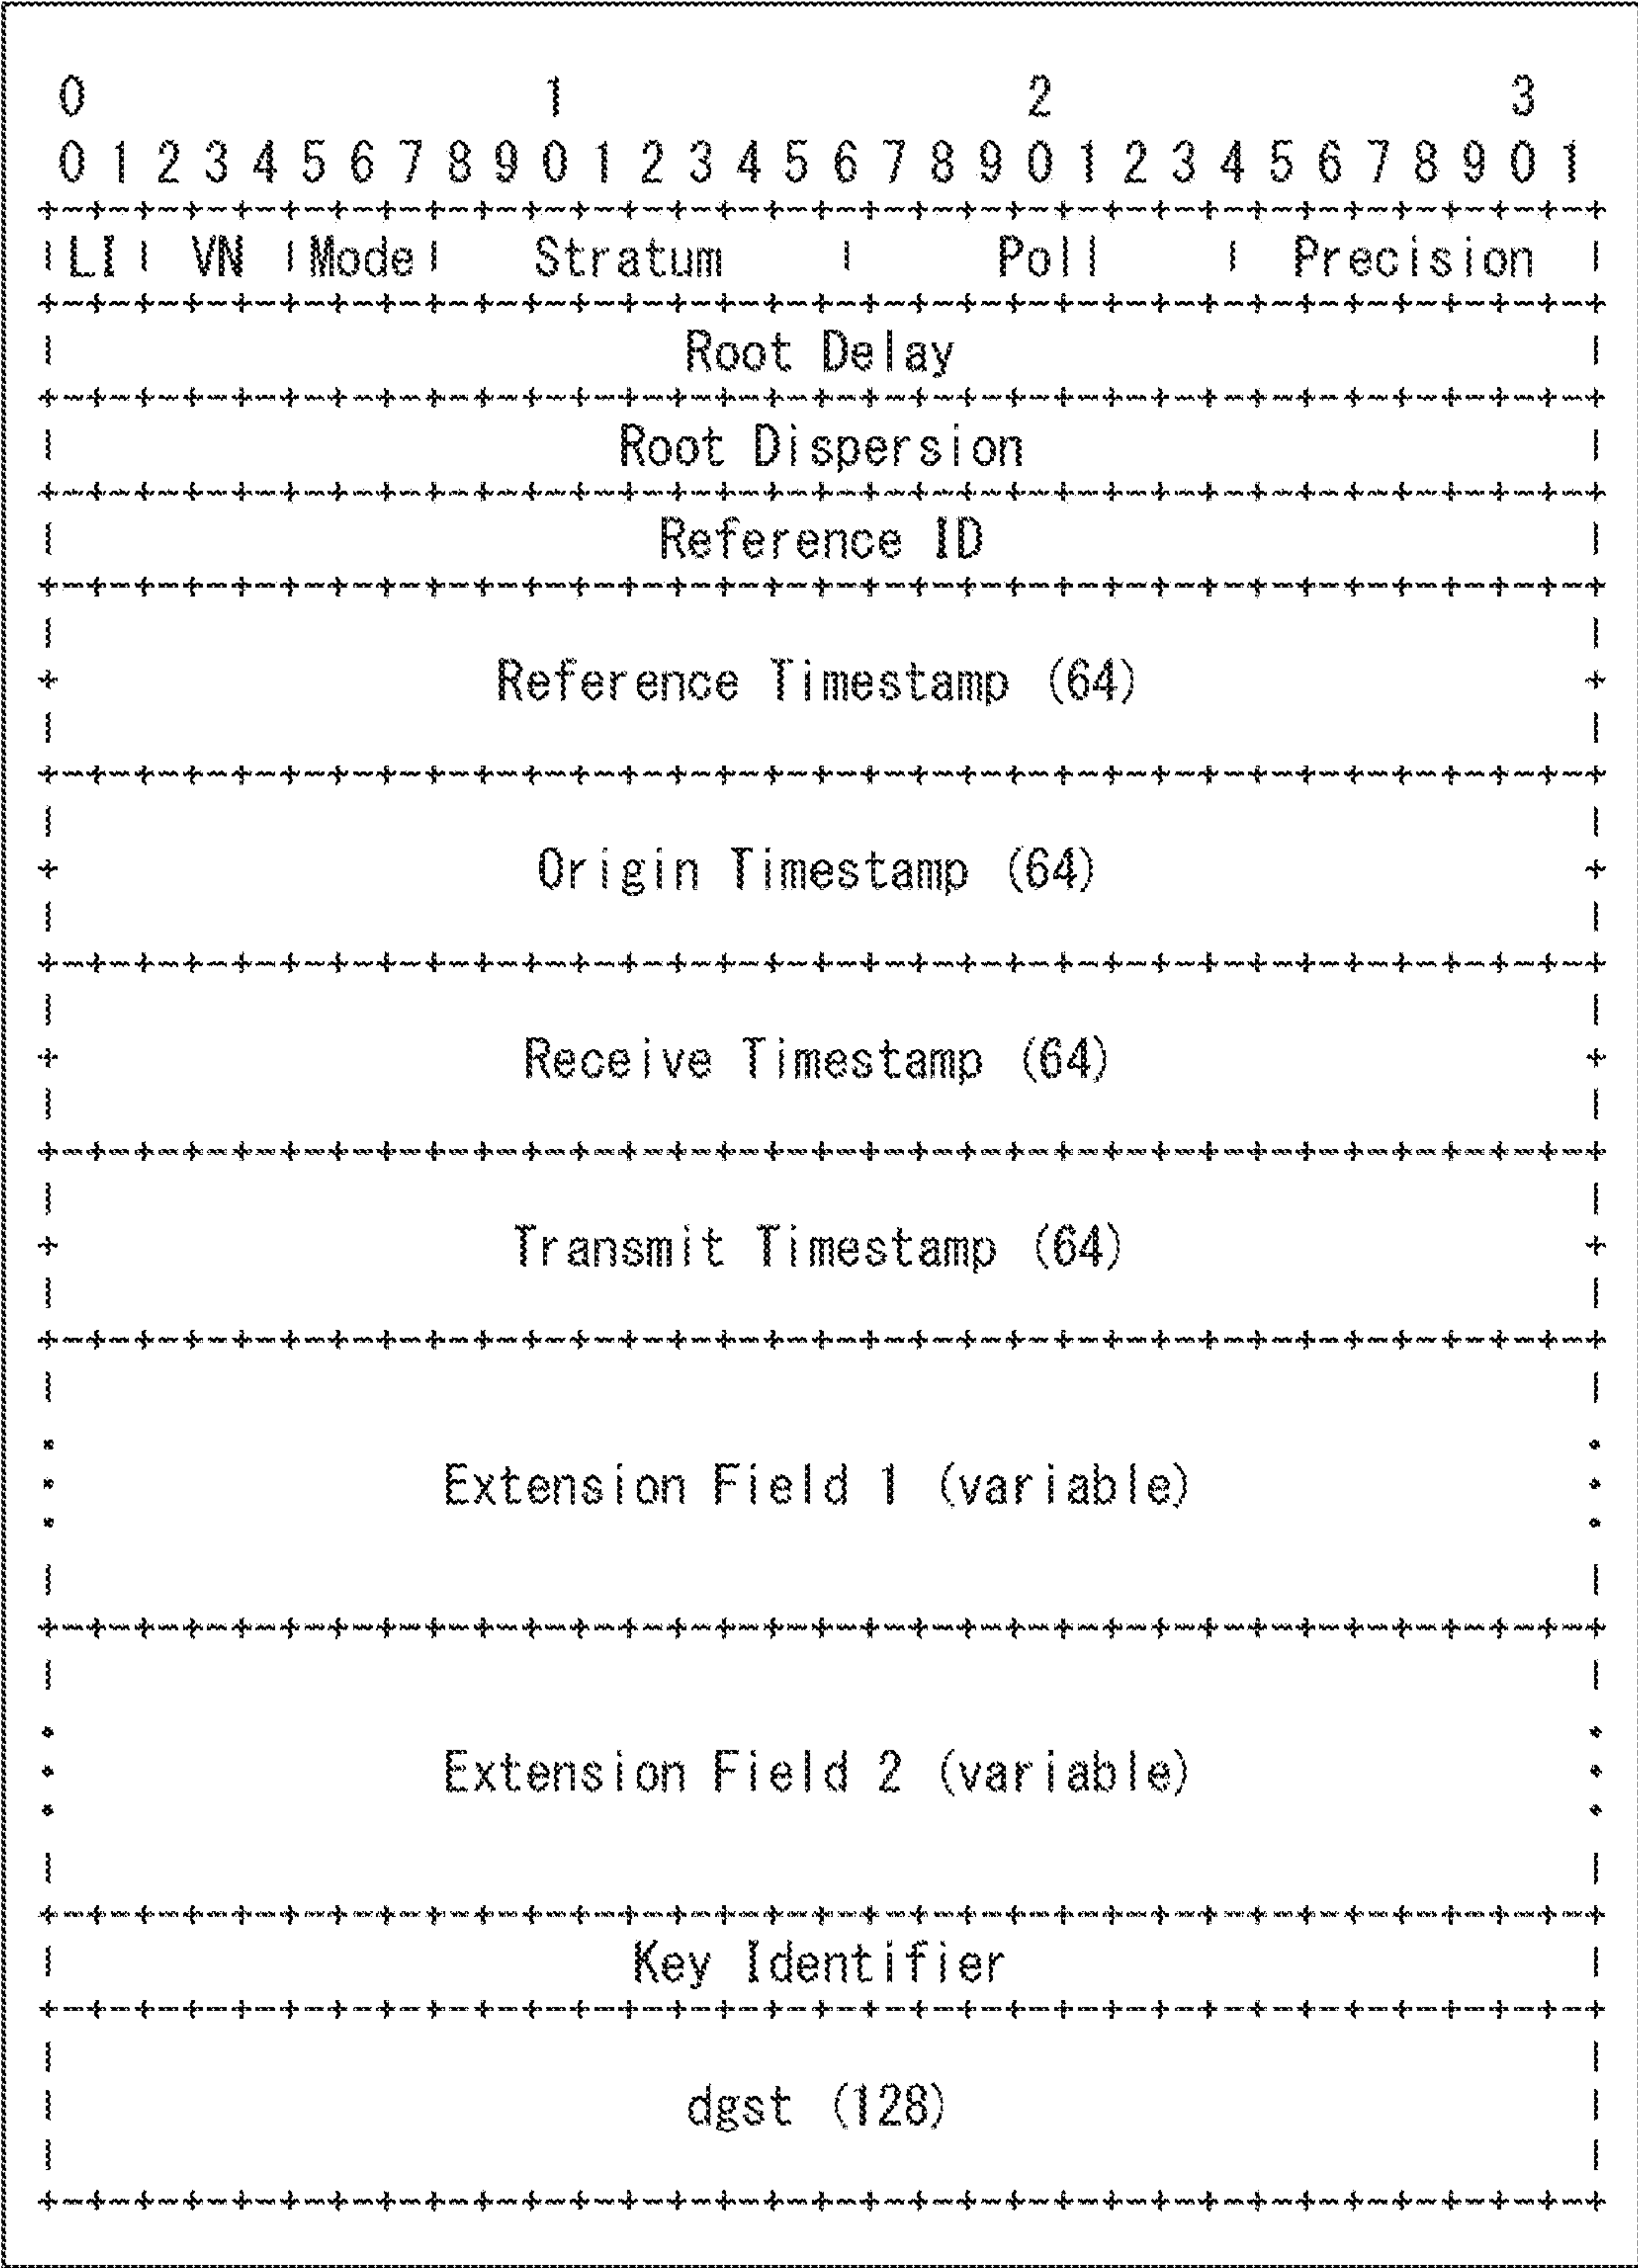 0 1 2 3
0 1 2 3 4 5 6 7 8 9 0 1 2 3 4 5 6 7 8 9 0 1 2 3 4 5 6 7 8 9 0 1
+-+-+-+-+-+-+-+-+-+-+-+-+-+-+-+-+-+-+-+-+-+-+-+-+-+-+-+-+-+-+-+-+
|LI | VN |Mode | Stratum | Poll | Precision |
+-+-+-+-+-+-+-+-+-+-+-+-+-+-+-+-+-+-+-+-+-+-+-+-+-+-+-+-+-+-+-+-+
| Root Delay |
+-+-+-+-+-+-+-+-+-+-+-+-+-+-+-+-+-+-+-+-+-+-+-+-+-+-+-+-+-+-+-+-+
| Root Dispersion |
+-+-+-+-+-+-+-+-+-+-+-+-+-+-+-+-+-+-+-+-+-+-+-+-+-+-+-+-+-+-+-+-+
| Reference ID |
+-+-+-+-+-+-+-+-+-+-+-+-+-+-+-+-+-+-+-+-+-+-+-+-+-+-+-+-+-+-+-+-+
| |
+ Reference Timestamp (64) +
| |
+-+-+-+-+-+-+-+-+-+-+-+-+-+-+-+-+-+-+-+-+-+-+-+-+-+-+-+-+-+-+-+-+
| |
+ Origin Timestamp (64) +
| |
+-+-+-+-+-+-+-+-+-+-+-+-+-+-+-+-+-+-+-+-+-+-+-+-+-+-+-+-+-+-+-+-+
| |
+ Receive Timestamp (64) +
| |
+-+-+-+-+-+-+-+-+-+-+-+-+-+-+-+-+-+-+-+-+-+-+-+-+-+-+-+-+-+-+-+-+
| |
+ Transmit Timestamp (64) +
| |
+-+-+-+-+-+-+-+-+-+-+-+-+-+-+-+-+-+-+-+-+-+-+-+-+-+-+-+-+-+-+-+-+
| |
. .
. Extension Field 1 (variable) .
. .
| |
+-+-+-+-+-+-+-+-+-+-+-+-+-+-+-+-+-+-+-+-+-+-+-+-+-+-+-+-+-+-+-+-+
| |
. .
. Extension Field 2 (variable) .
. .
| |
+-+-+-+-+-+-+-+-+-+-+-+-+-+-+-+-+-+-+-+-+-+-+-+-+-+-+-+-+-+-+-+-+
| Key Identifier |
+-+-+-+-+-+-+-+-+-+-+-+-+-+-+-+-+-+-+-+-+-+-+-+-+-+-+-+-+-+-+-+-+
| |
| dgst (128) |
| |
+-+-+-+-+-+-+-+-+-+-+-+-+-+-+-+-+-+-+-+-+-+-+-+-+-+-+-+-+-+-+-+-+